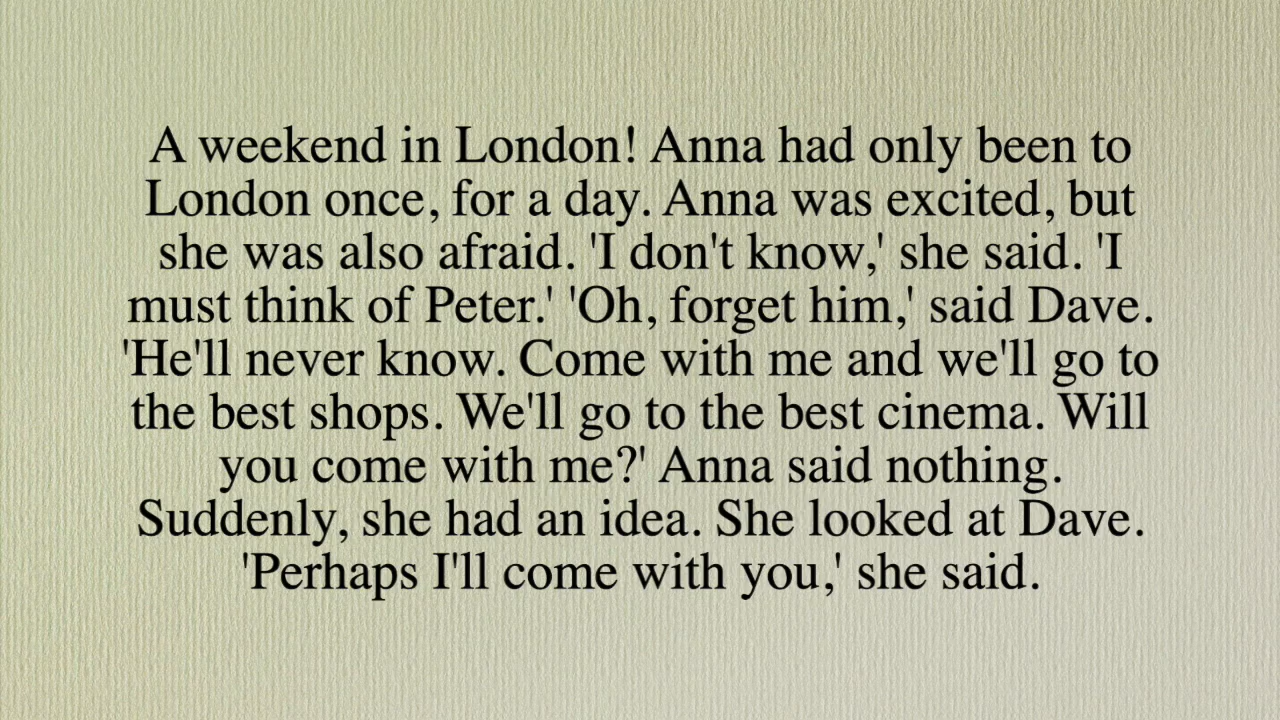 A weekend in London! Anna had only been to
London once, for a day. Anna was excited, but
she was also afraid. 'I don't know,' she said. 'I
must think of Peter.' 'Oh, forget him,' said Dave.
'He'll never know. Come with me and we'll go to
the best shops. We'll go to the best cinema. Will
you come with me?' Anna said nothing.
Suddenly, she had an idea. She looked at Dave.
'Perhaps I'll come with you,' she said.